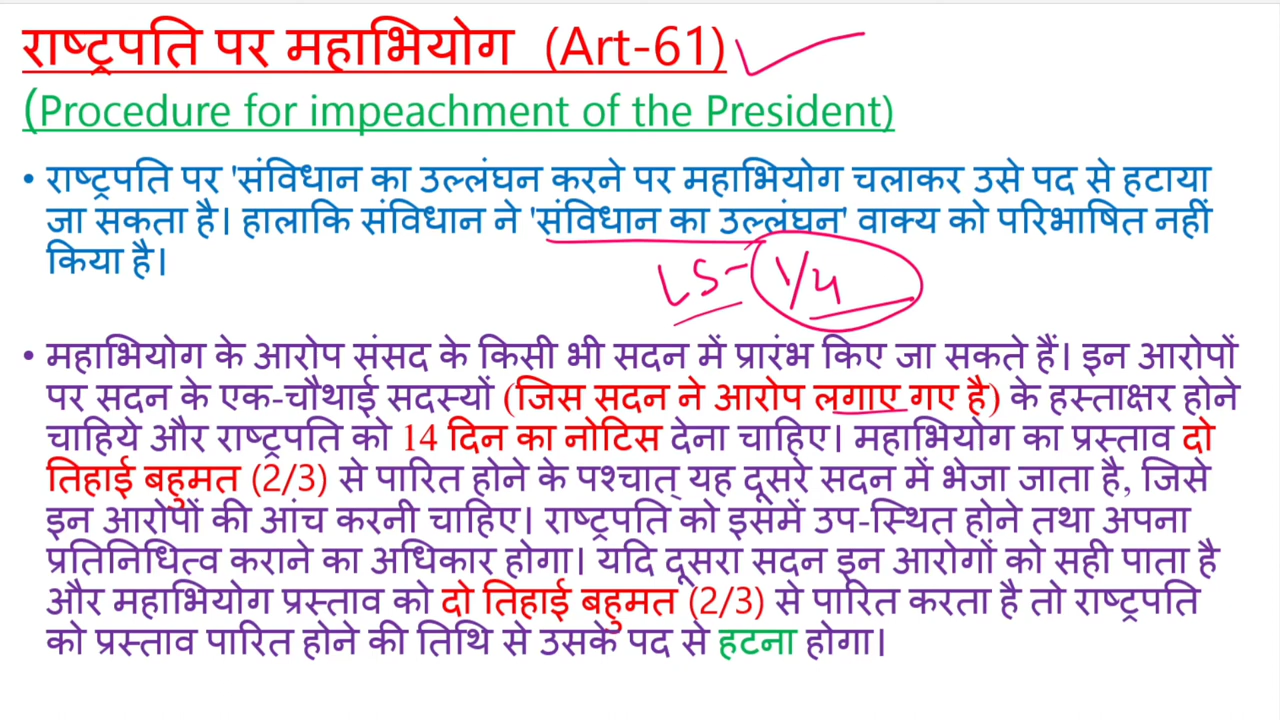 राष्ट्रपति पर महाभियोग (Art-61)
(Procedure for impeachment of the President)
• राष्ट्रपति पर 'संविधान का उल्लंघन करने पर महाभियोग चलाकर उसे पद से हटाया
जा सकता है। हालाकि संविधान ने 'संविधान का उल्लंघन' वाक्य को परिभाषित नहीं
किया है।
LS- 1/4
• महाभियोग के आरोप संसद के किसी भी सदन में प्रारंभ किए जा सकते हैं। इन आरोपों
पर सदन के एक-चौथाई सदस्यों (जिस सदन ने आरोप लगाए गए है) के हस्ताक्षर होने
चाहिये और राष्ट्रपति को 14 दिन का नोटिस देना चाहिए। महाभियोग का प्रस्ताव दो
तिहाई बहुमत (2/3) से पारित होने के पश्चात् यह दूसरे सदन में भेजा जाता है, जिसे
इन आरोपों की आंच करनी चाहिए। राष्ट्रपति को इसमें उप-स्थित होने तथा अपना
प्रतिनिधित्व कराने का अधिकार होगा। यदि दूसरा सदन इन आरोगों को सही पाता है
और महाभियोग प्रस्ताव को दो तिहाई बहुमत (2/3) से पारित करता है तो राष्ट्रपति
को प्रस्ताव पारित होने की तिथि से उसके पद से हटना होगा।